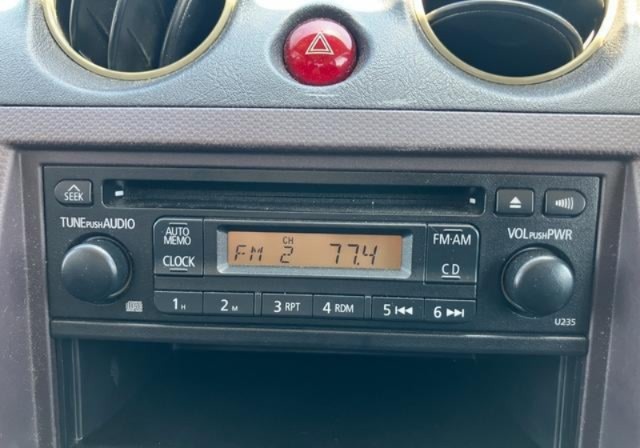 SEEK
TUNE PUSH AUDIO
AUTO
MEMO
CLOCK
CH
FM 2 77.4
FM·AM
CD
VOL PUSH PWR
1 H
2 M
3 RPT
4 RDM
5
6
U235